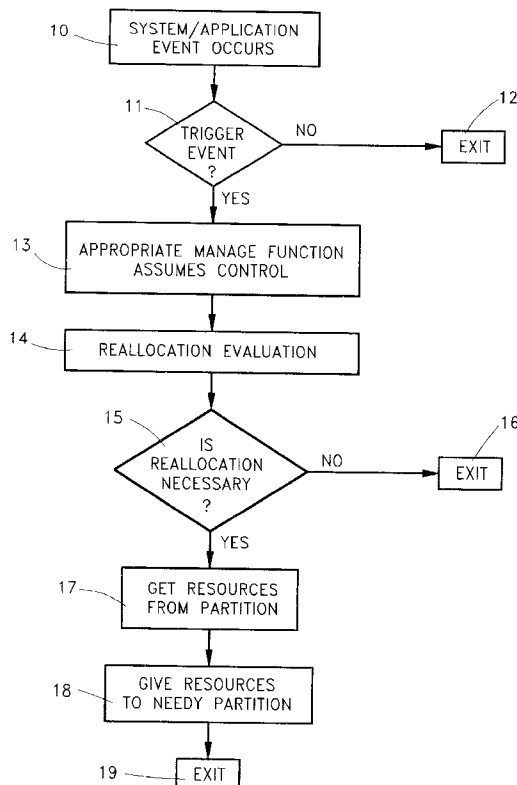 10
SYSTEM/APPLICATION
EVENT OCCURS
11
TRIGGER
EVENT
?
NO
12
EXIT
YES
13
APPROPRIATE MANAGE FUNCTION
ASSUMES CONTROL
14
REALLOCATION EVALUATION
15
IS
REALLOCATION
NECESSARY
?
NO
16
EXIT
YES
17
GET RESOURCES
FROM PARTITION
18
GIVE RESOURCES
TO NEEDY PARTITION
19
EXIT